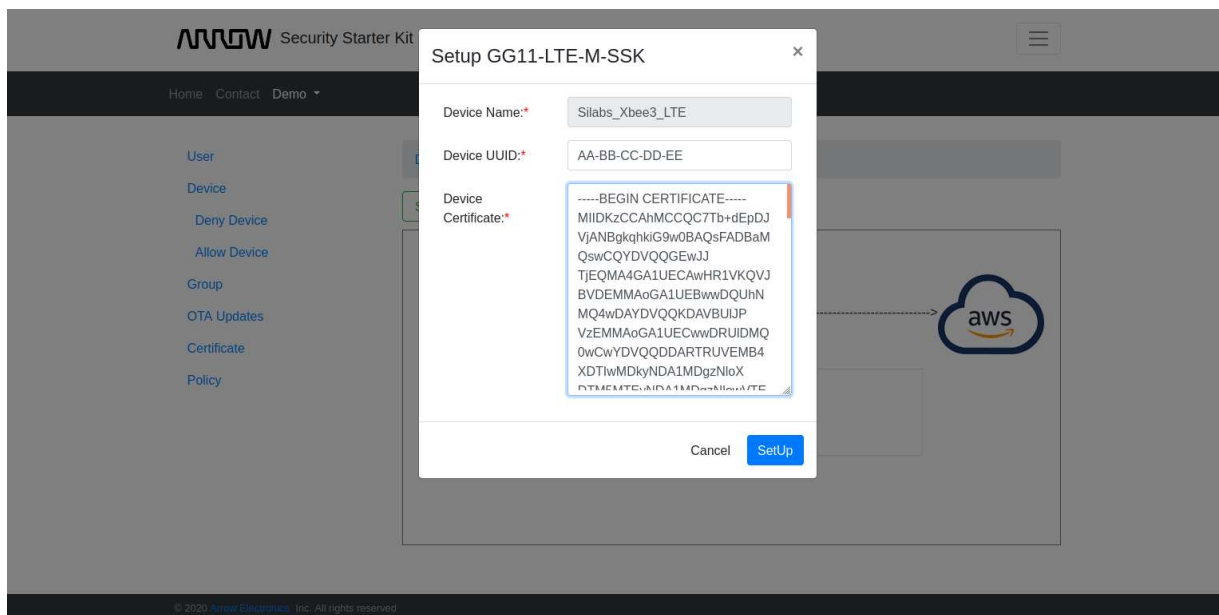 ARROW Security Starter Kit
Setup GG11-LTE-M-SSK
×
Home Contact Demo
Device Name:*
Silabs_Xbee3_LTE
Device UUID:*
AA-BB-CC-DD-EE
Device
Certificate:*
-----BEGIN CERTIFICATE-----
MIIDKzCCAhMCCQC7Tb+dEpDJ
VjANBgkqhkiG9w0BAQsFADBaM
QswCQYDVQQGEwJJ
TjEQMA4GA1UECAwHR1VKQVJ
BVDEMMAoGA1UEBwwDQUhN
MQ4wDAYDVQQKDAVBUlJP
VzEMMAoGA1UECwwDRUlDMQ
0wCwYDVQQDDARTRUVEMB4
XDTIwMDkyNDA1MDgzNloX
DTM5MTEyNDA1MDgzNlowVTE
User
Device
Deny Device
Allow Device
Group
OTA Updates
Certificate
Policy
aws
Cancel
SetUp
© 2020 Arrow Electronics, Inc. All rights reserved